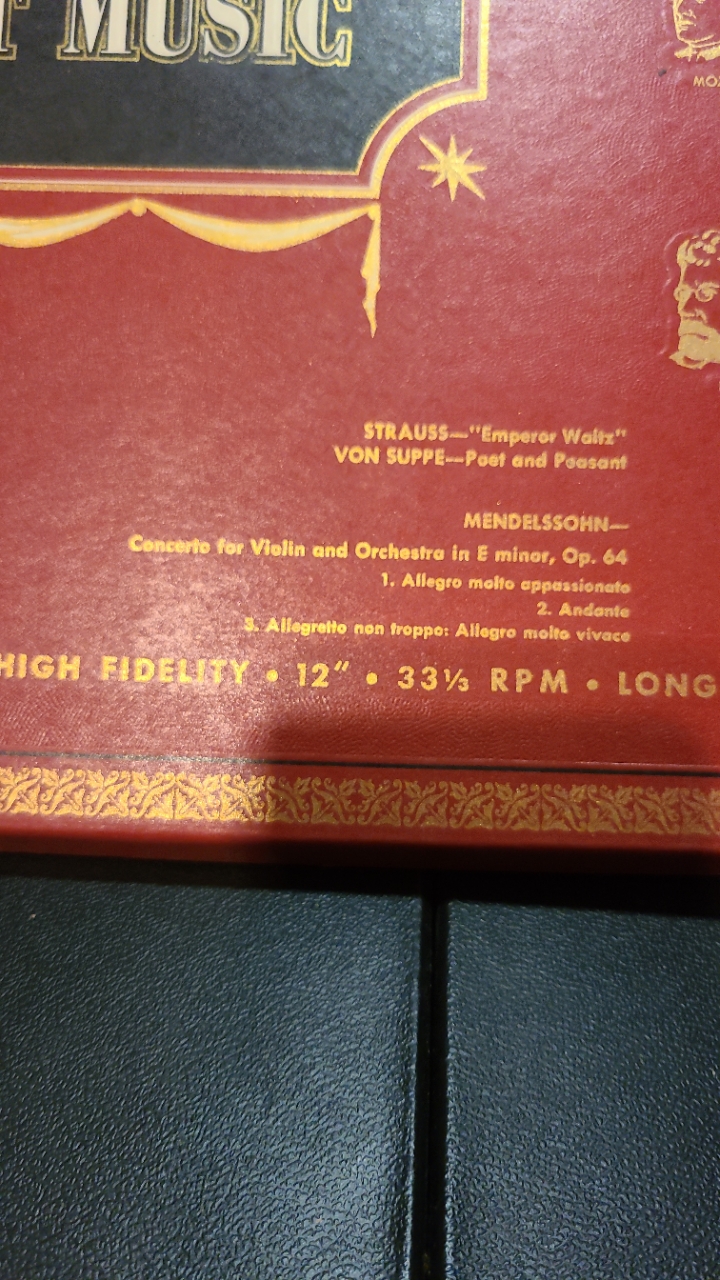 MUSIC
STRAUSS—"Emperor Waltz"
VON SUPPE—Poet and Peasant
MENDELSSOHN—
Concerto for Violin and Orchestra in E minor, Op. 64
1. Allegro molto appassionato
2. Andante
3. Allegretto non troppo: Allegro molto vivace
HIGH FIDELITY • 12" • 33⅓ RPM • LONG